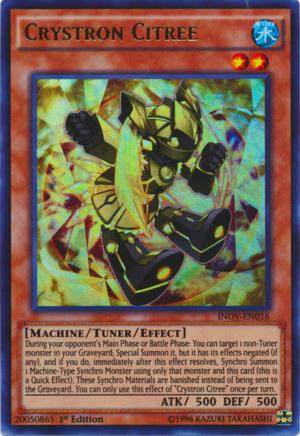 CRYSTRON CITREE
WATER
水
INOV-EN016
[MACHINE/TUNER/EFFECT]
During your opponent's Main Phase or Battle Phase: You can target 1 non-Tuner
monster in your Graveyard; Special Summon it, but it has its effects negated (if
any), and if you do, immediately after this effect resolves, Synchro Summon
1 Machine-Type Synchro Monster using only that monster and this card (this is
a Quick Effect). These Synchro Materials are banished instead of being sent to
the Graveyard. You can only use this effect of "Crystron Citree" once per turn.
ATK/ 500 DEF/ 500
20050865 1st Edition ©1996 KAZUKI TAKAHASHI